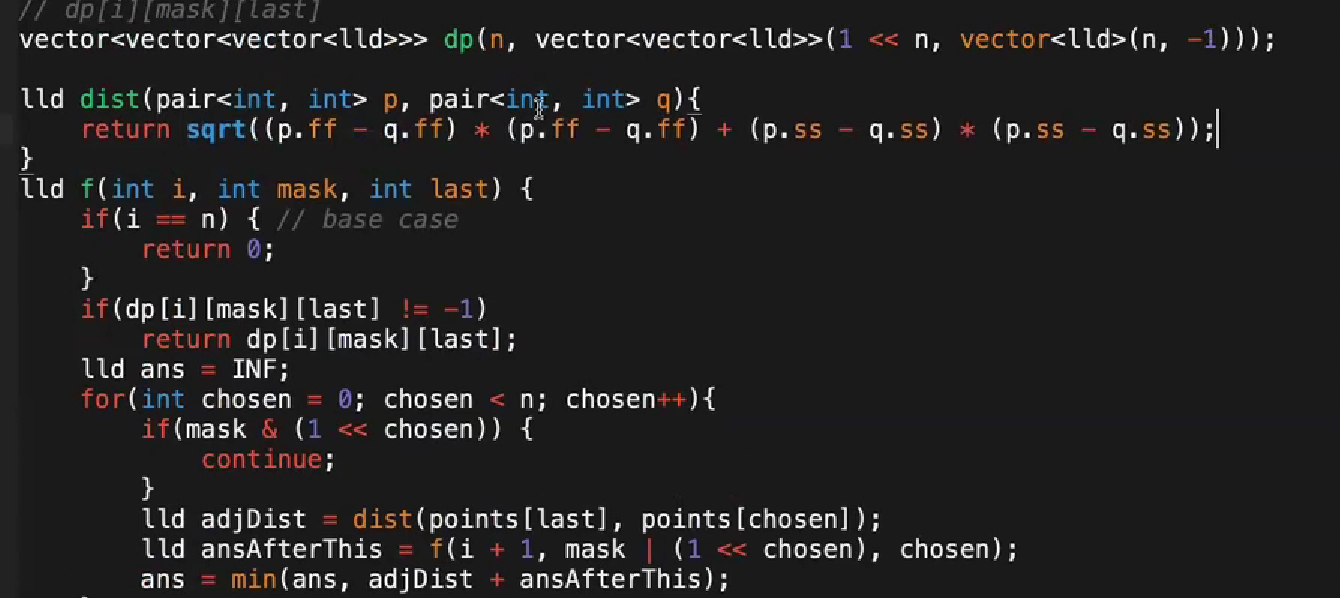 // dp[i][mask][last]
vector<vector<vector<lld>>> dp(n, vector<vector<lld>>(1 << n, vector<lld>(n, -1)));
lld dist(pair<int, int> p, pair<int, int> q){
return sqrt((p.ff - q.ff) * (p.ff - q.ff) + (p.ss - q.ss) * (p.ss - q.ss));
}
lld f(int i, int mask, int last) {
if(i == n) { // base case
return 0;
}
if(dp[i][mask][last] != -1)
return dp[i][mask][last];
lld ans = INF;
for(int chosen = 0; chosen < n; chosen++){
if(mask & (1 << chosen)) {
continue;
}
lld adjDist = dist(points[last], points[chosen]);
lld ansAfterThis = f(i + 1, mask | (1 << chosen), chosen);
ans = min(ans, adjDist + ansAfterThis);